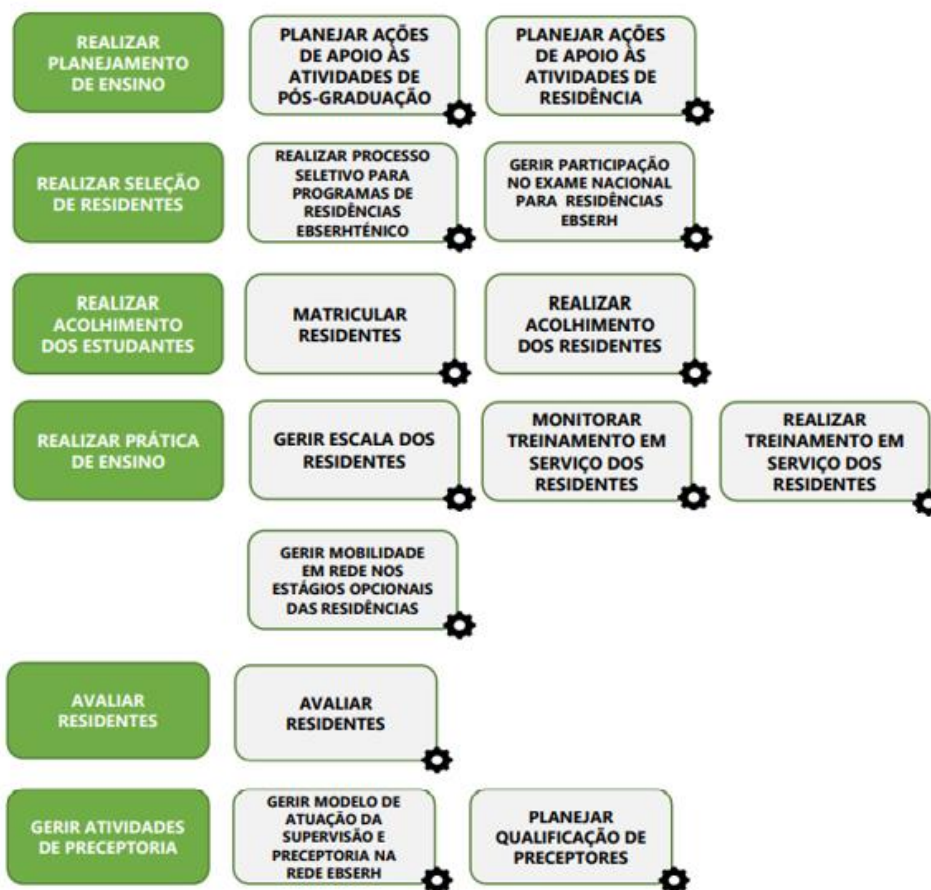 REALIZAR
PLANEJAMENTO
DE ENSINO
PLANEJAR AÇÕES
DE APOIO ÀS
ATIVIDADES DE
PÓS-GRADUAÇÃO
PLANEJAR AÇÕES
DE APOIO ÀS
ATIVIDADES DE
RESIDÊNCIA
REALIZAR SELEÇÃO
DE RESIDENTES
REALIZAR PROCESSO
SELETIVO PARA
PROGRAMAS DE
RESIDÊNCIAS
EBSERHTÉNICO
GERIR PARTICIPAÇÃO
NO EXAME NACIONAL
PARA RESIDÊNCIAS
EBSERH
REALIZAR
ACOLHIMENTO
DOS ESTUDANTES
MATRICULAR
RESIDENTES
REALIZAR
ACOLHIMENTO
DOS RESIDENTES
REALIZAR PRÁTICA
DE ENSINO
GERIR ESCALA DOS
RESIDENTES
MONITORAR
TREINAMENTO EM
SERVIÇO DOS
RESIDENTES
REALIZAR
TREINAMENTO EM
SERVIÇO DOS
RESIDENTES
GERIR MOBILIDADE
EM REDE NOS
ESTÁGIOS OPCIONAIS
DAS RESIDÊNCIAS
AVALIAR
RESIDENTES
AVALIAR
RESIDENTES
GERIR ATIVIDADES
DE PRECEPTORIA
GERIR MODELO DE
ATUAÇÃO DA
SUPERVISÃO E
PRECEPTORIA NA
REDE EBSERH
PLANEJAR
QUALIFICAÇÃO DE
PRECEPTORES